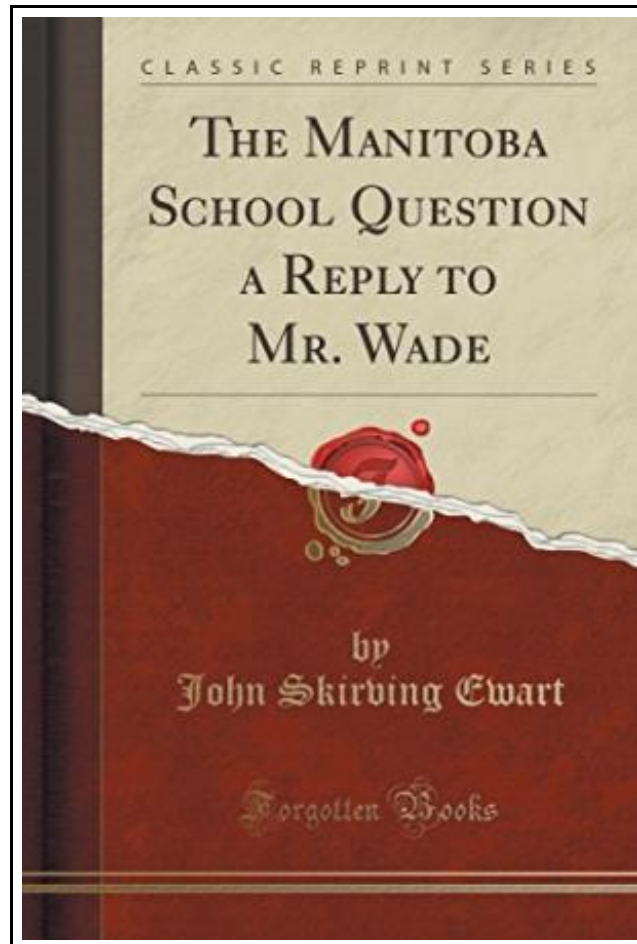 CLASSIC REPRINT SERIES
THE MANITOBA
SCHOOL QUESTION
A REPLY TO
MR. WADE
by
John Skirving Ewart
Forgotten Books